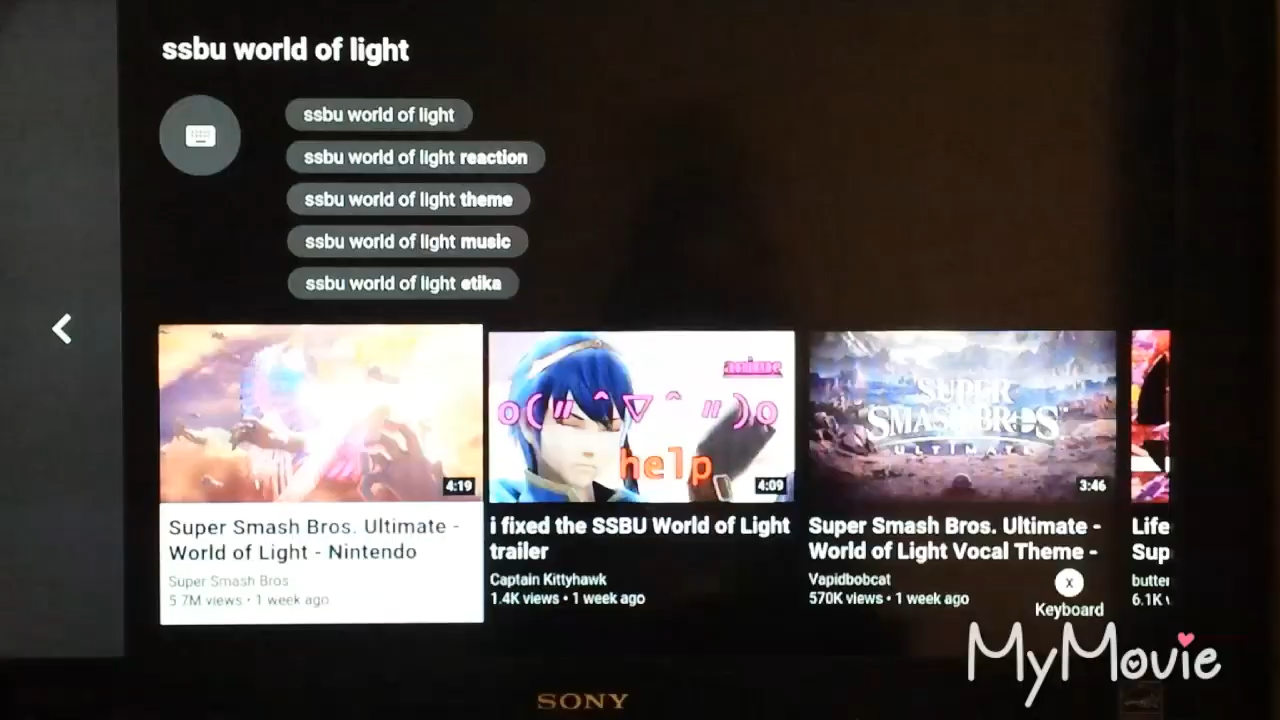 ssbu world of light
ssbu world of light
ssbu world of light reaction
ssbu world of light theme
ssbu world of light music
ssbu world of light etika
anime
o(〃^▽^〃)o
help
SUPER
SMASH BROS
ULTIMATE
4:19
4:09
3:46
Super Smash Bros. Ultimate -
World of Light - Nintendo
Super Smash Bros
5.7M views • 1 week ago
i fixed the SSBU World of Light
trailer
Captain Kittyhawk
1.4K views • 1 week ago
Super Smash Bros. Ultimate -
World of Light Vocal Theme -
Vapidbobcat
570K views • 1 week ago
Life
Sup
butter
6.1K
X
Keyboard
MyMovie
SONY